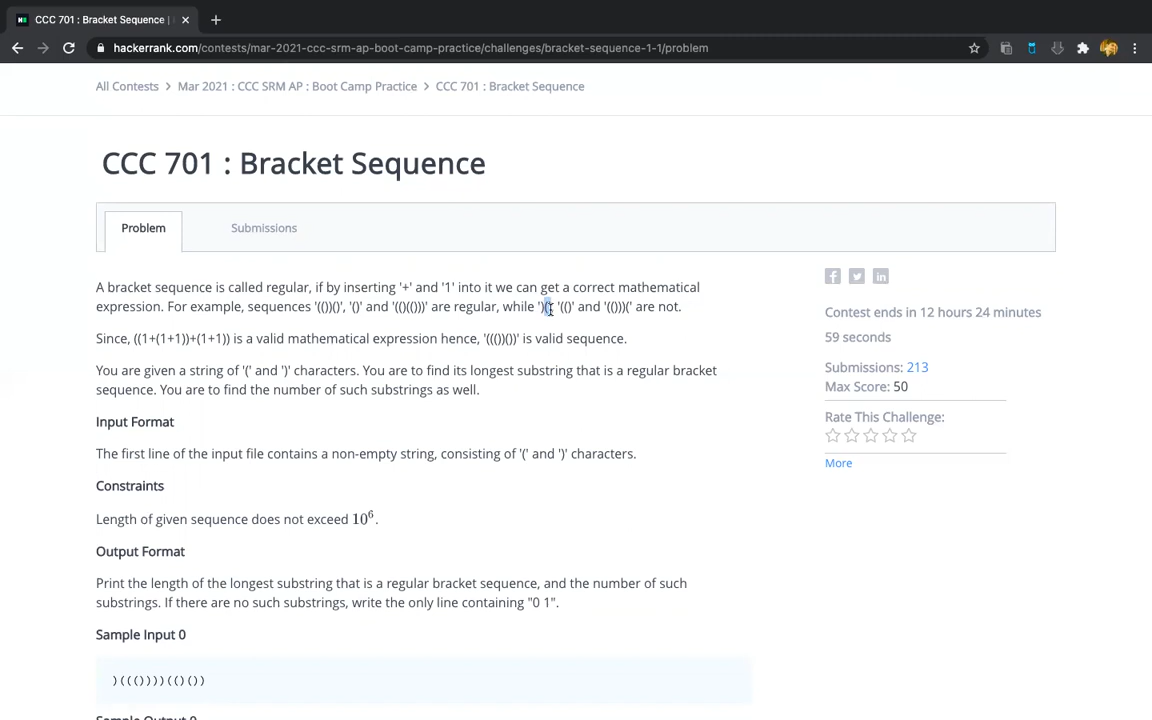 CCC 701 : Bracket Sequence |
hackerrank.com/contests/mar-2021-ccc-srm-ap-boot-camp-practice/challenges/bracket-sequence-1-1/problem
All Contests > Mar 2021 : CCC SRM AP : Boot Camp Practice > CCC 701 : Bracket Sequence
CCC 701 : Bracket Sequence
Problem Submissions
A bracket sequence is called regular, if by inserting '+' and '1' into it we can get a correct mathematical
expression. For example, sequences '(())()', '()' and '(()(()))' are regular, while ')(', '(()' and '(()))(' are not.
Since, ((1+(1+1))+(1+1)) is a valid mathematical expression hence, '((())())' is valid sequence.
You are given a string of '(' and ')' characters. You are to find its longest substring that is a regular bracket
sequence. You are to find the number of such substrings as well.
Input Format
The first line of the input file contains a non-empty string, consisting of '(' and ')' characters.
Constraints
Length of given sequence does not exceed 10^6.
Output Format
Print the length of the longest substring that is a regular bracket sequence, and the number of such
substrings. If there are no such substrings, write the only line containing "0 1".
Sample Input 0
)((())))(()())
Sample Output 0
Contest ends in 12 hours 24 minutes
59 seconds
Submissions: 213
Max Score: 50
Rate This Challenge:
More